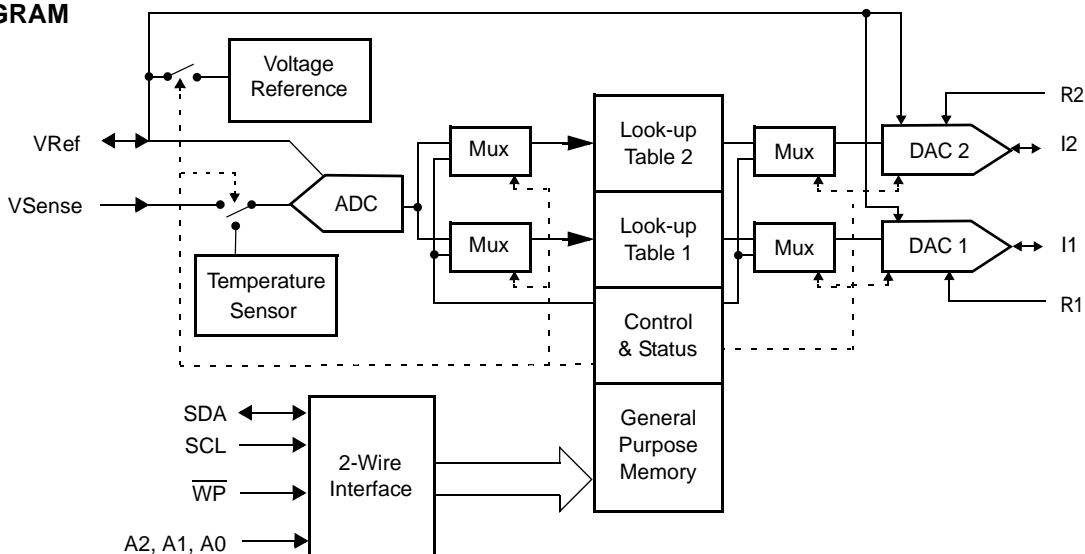 GRAM
Voltage
Reference
R2
VRef
Mux
Look-up
Table 2
Mux
DAC 2
I2
VSense
ADC
Mux
Look-up
Table 1
Mux
DAC 1
I1
Temperature
Sensor
Control
& Status
R1
SDA
SCL
WP
A2, A1, A0
2-Wire
Interface
General
Purpose
Memory